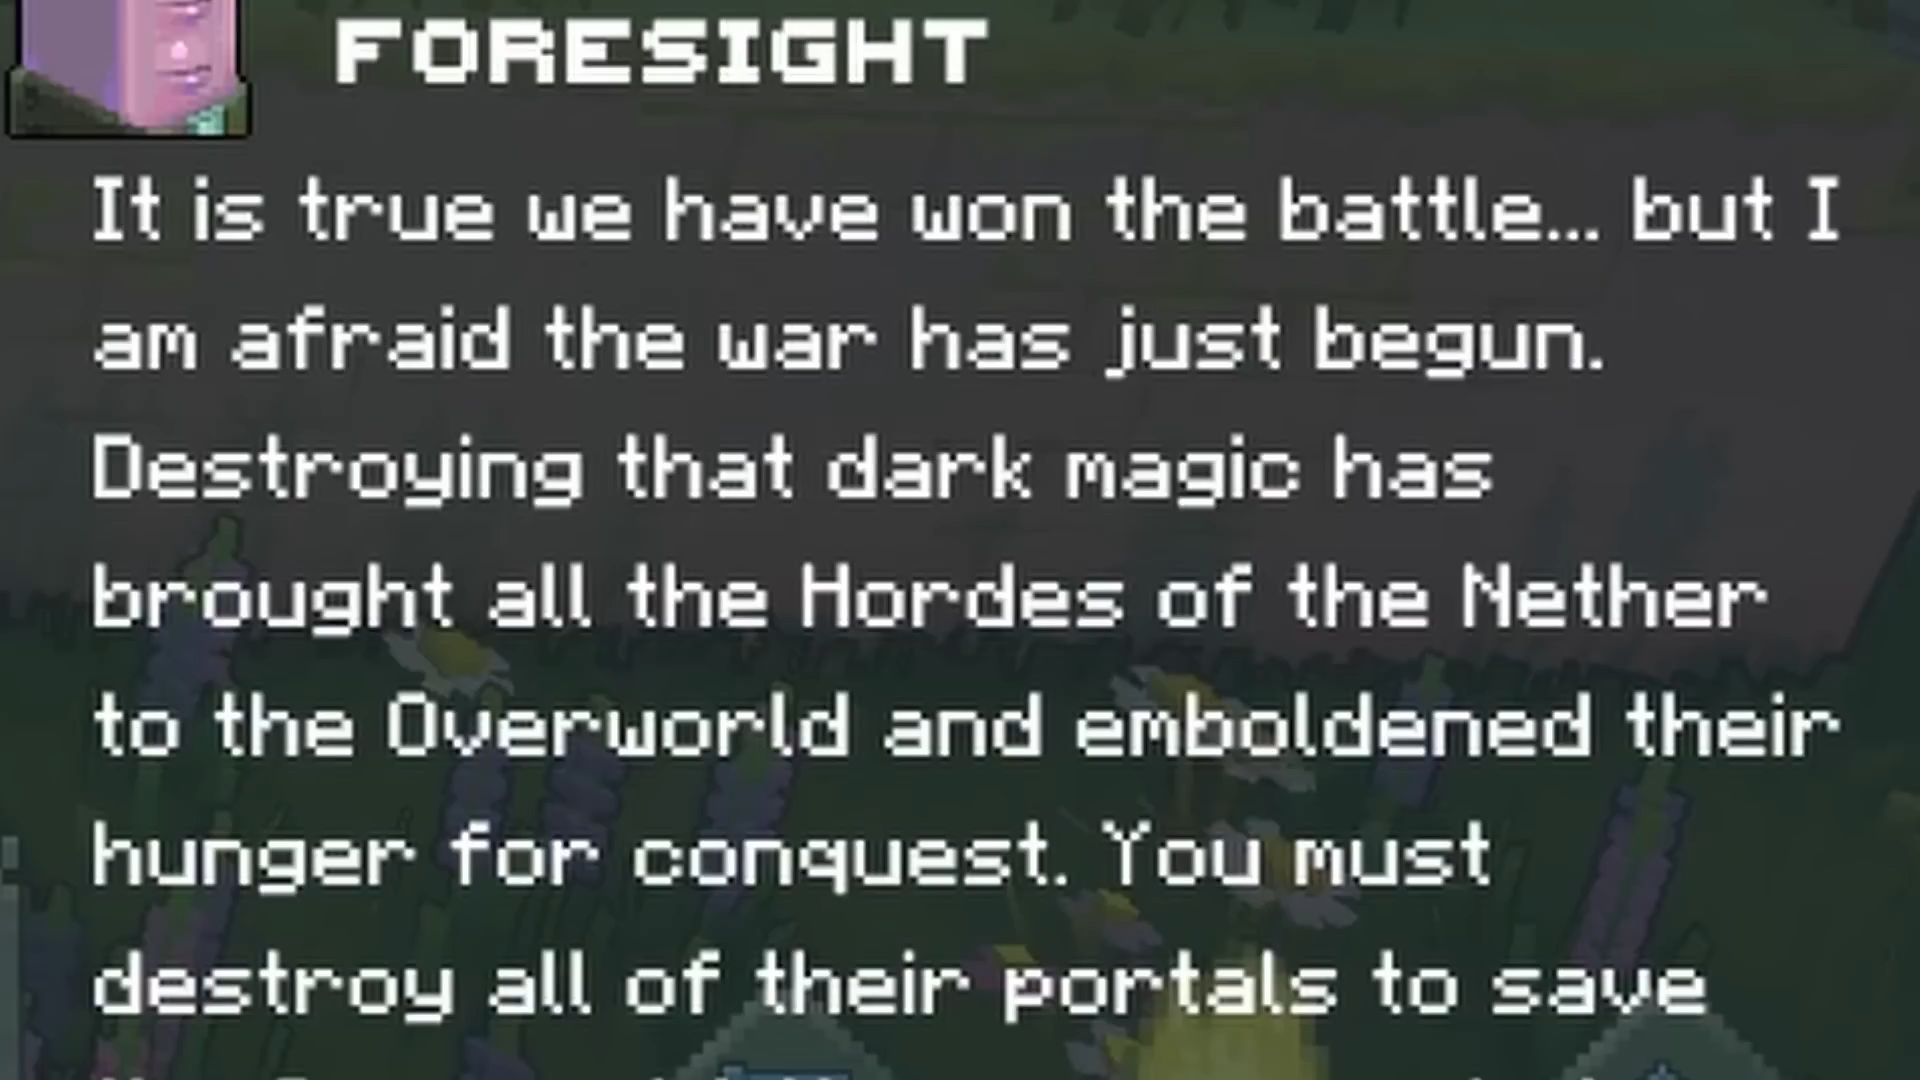 FORESIGHT
It is true we have won the battle... but I
am afraid the war has just begun.
Destroying that dark magic has
brought all the Hordes of the Nether
to the Overworld and emboldened their
hunger for conquest. You must
destroy all of their portals to save